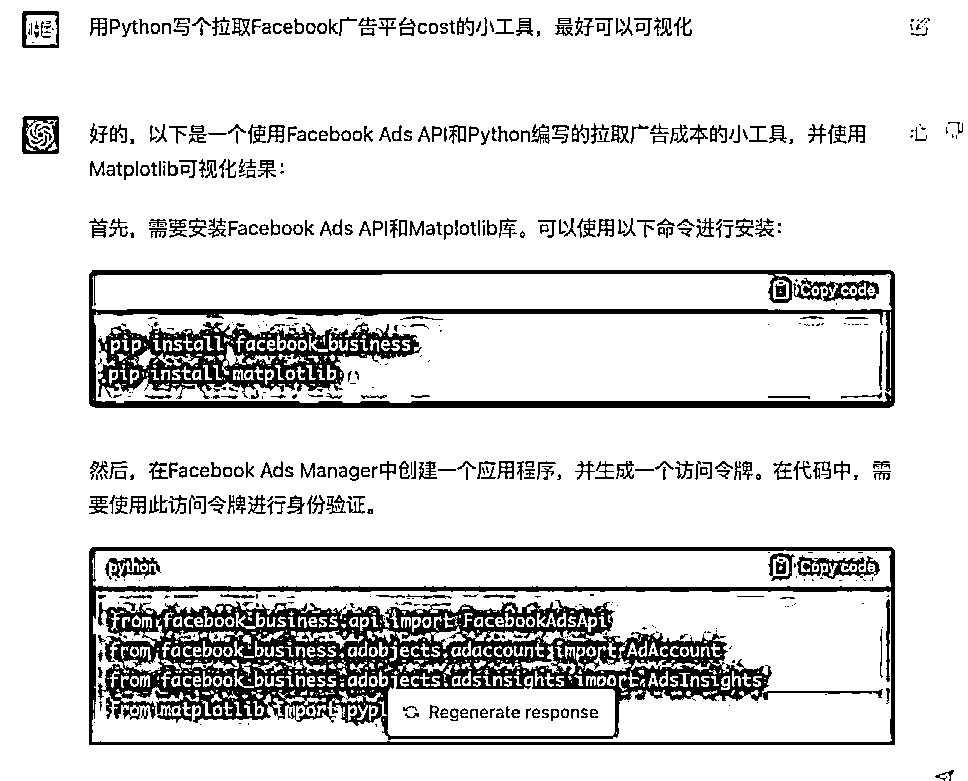 用Python写个拉取Facebook广告平台cost的小工具，最好可以可视化
好的，以下是一个使用Facebook Ads API和Python编写的拉取广告成本的小工具，并使用
Matplotlib可视化结果：
首先，需要安装Facebook Ads API和Matplotlib库。可以使用以下命令进行安装：
Copy code
pip install facebook_business
pip install matplotlib
然后，在Facebook Ads Manager中创建一个应用程序，并生成一个访问令牌。在代码中，需
要使用此访问令牌进行身份验证。
python
Copy code
from facebook_business.api import FacebookAdsApi
from facebook_business.adobjects.adaccount import AdAccount
from facebook_business.adobjects.adsinsights import AdsInsights
from matplotlib import pyp
Regenerate response